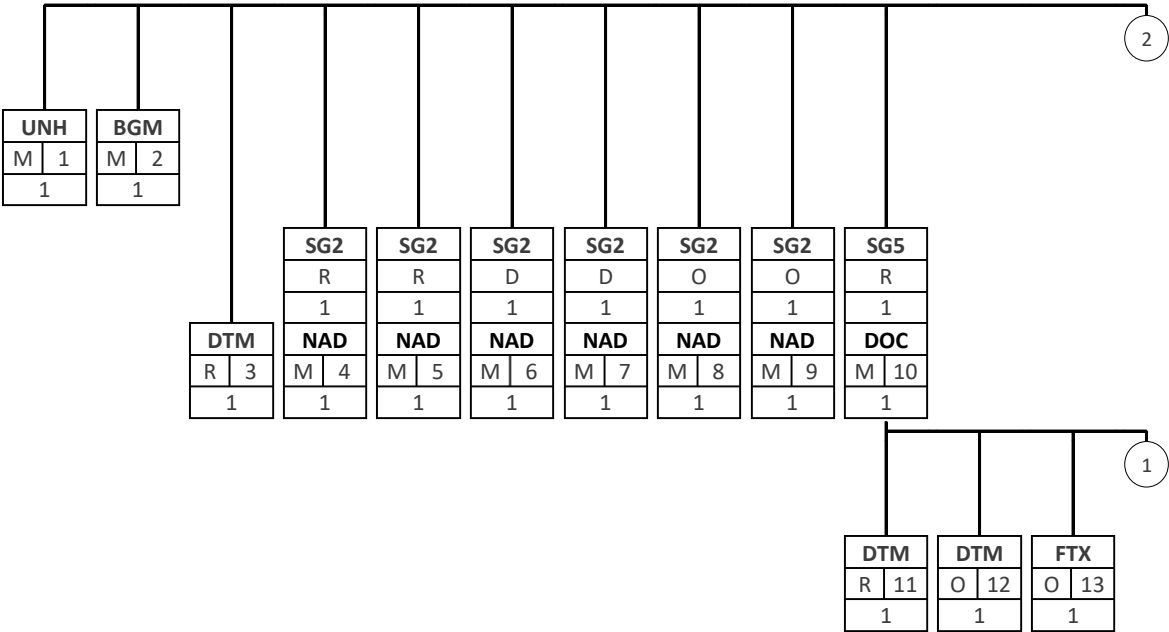 2
UNH BGM
M 1 M 2
1 1
SG2 SG2 SG2 SG2 SG2 SG2 SG5
R R D D O O R
1 1 1 1 1 1 1
DTM NAD NAD NAD NAD NAD NAD DOC
R 3 M 4 M 5 M 6 M 7 M 8 M 9 M 10
1 1 1 1 1 1 1 1
1
DTM DTM FTX
R 11 O 12 O 13
1 1 1